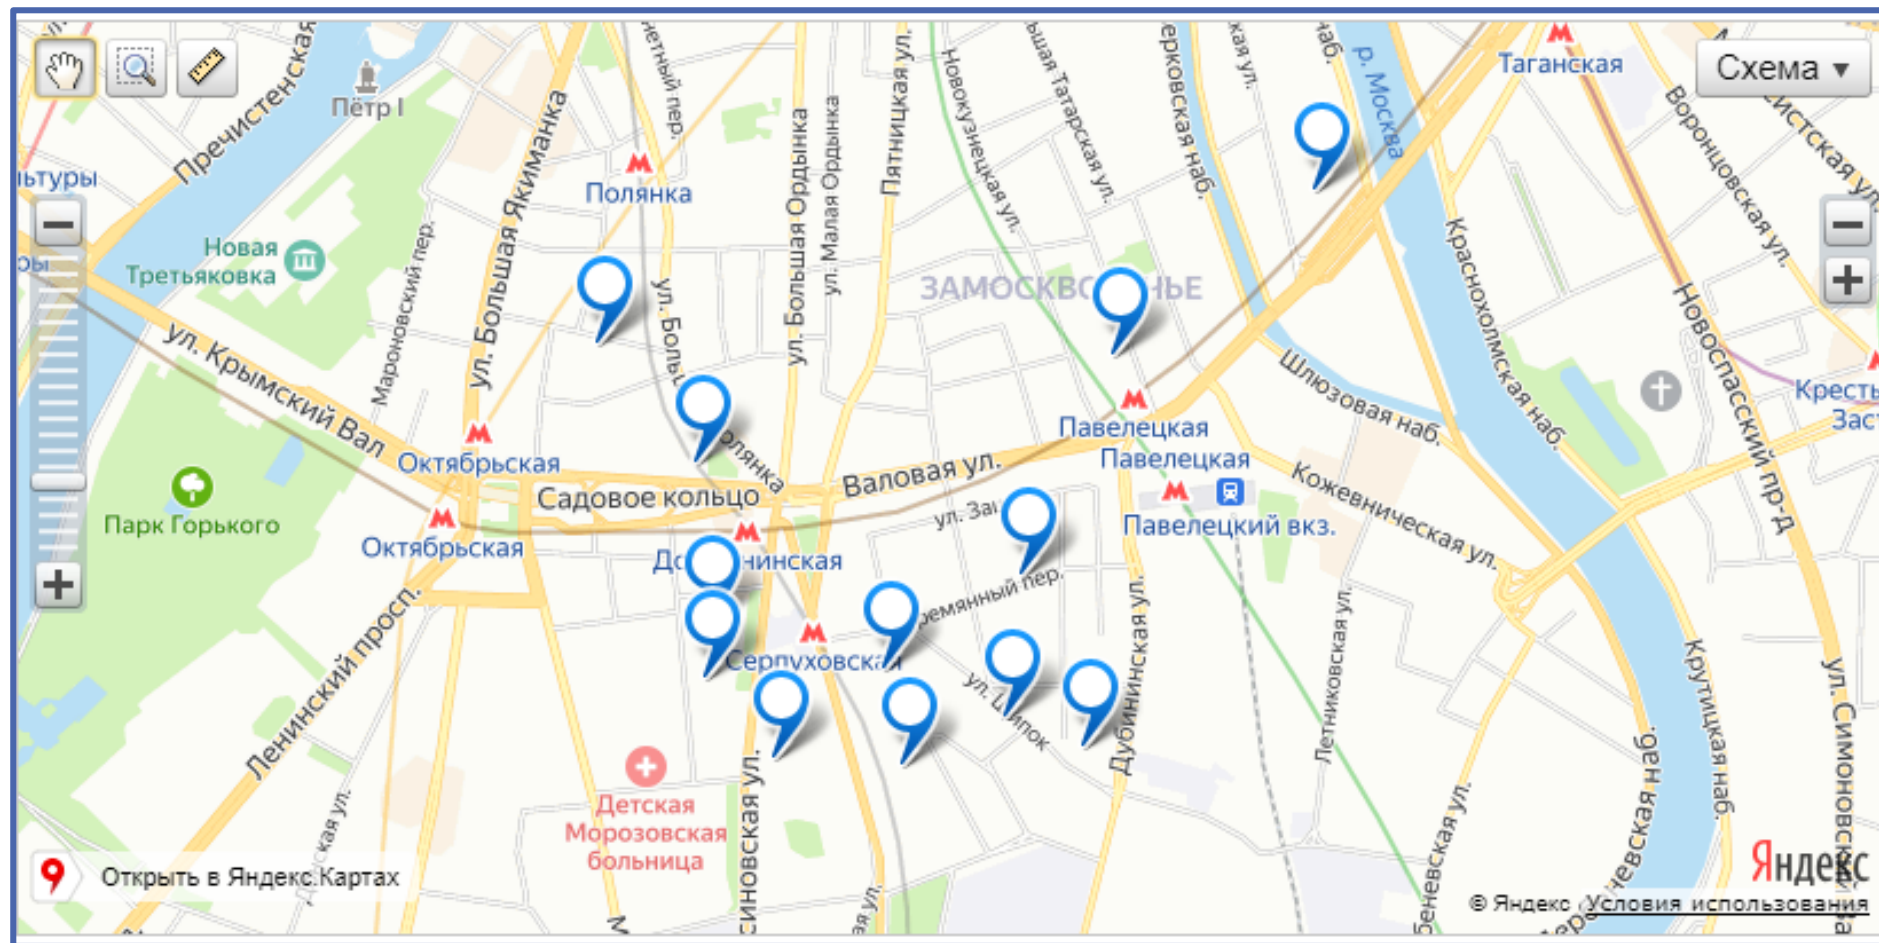 Схема
Таганская
Пётр I
Пречистенская
Полянка
Новая
Третьяковка
ул. Большая Якиманка
Мароновский пер.
ул. Большая Ордынка
ул. Малая Ордынка
Пятницкая ул.
Новокузнецкая ул.
Татарская ул.
наб.
р. Москва
Воронцовская ул.
ЗАМОСКВО
ЬЕ
Краснохолмская наб.
Новоспасский пр-д
ул. Крымский Вал
Шлюзовая наб.
Павелецкая
Павелецкая
Павелецкий вкз.
Кожевническая ул.
Октябрьская
Октябрьская
Садовое кольцо
Валовая ул.
Парк Горького
нинская
Серпуховская
пер.
Ленинский просп.
Дубининская ул.
Летниковская ул.
Крутицкая наб.
Детская
Морозовская
больница
Открыть в Яндекс.Картах
Яндекс
© Яндекс Условия использования